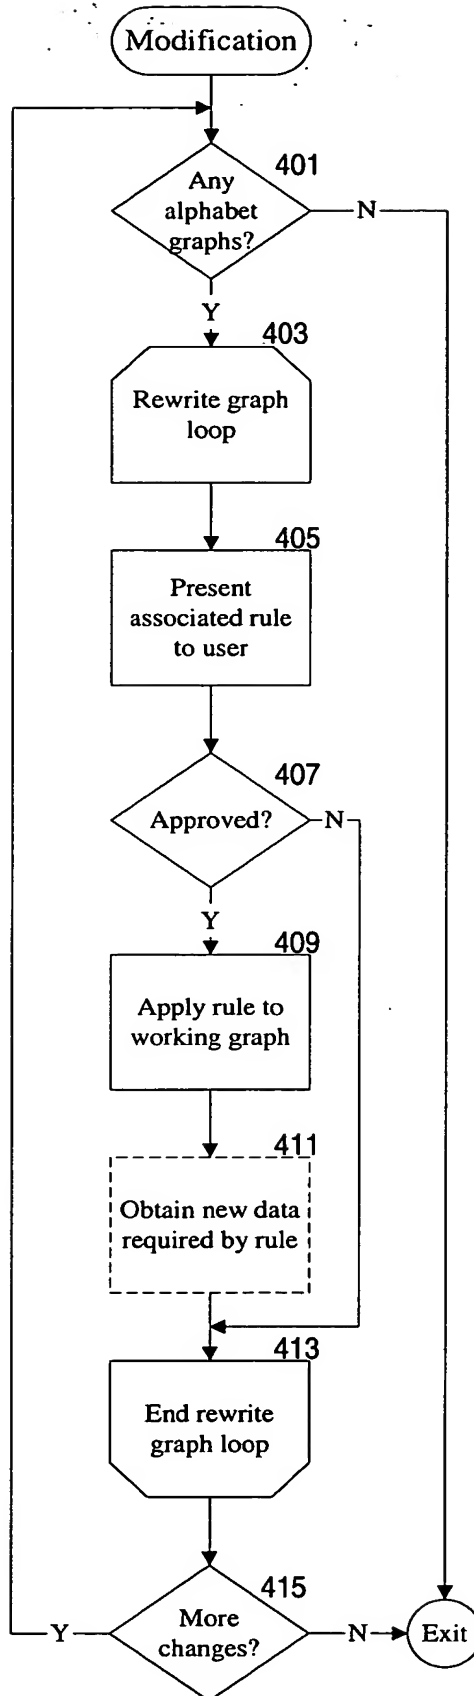 Modification
401
Any
alphabet
graphs?
N
Y
403
Rewrite graph
loop
405
Present
associated rule
to user
407
Approved?
N
Y
409
Apply rule to
working graph
411
Obtain new data
required by rule
413
End rewrite
graph loop
415
More
changes?
Y
N
Exit